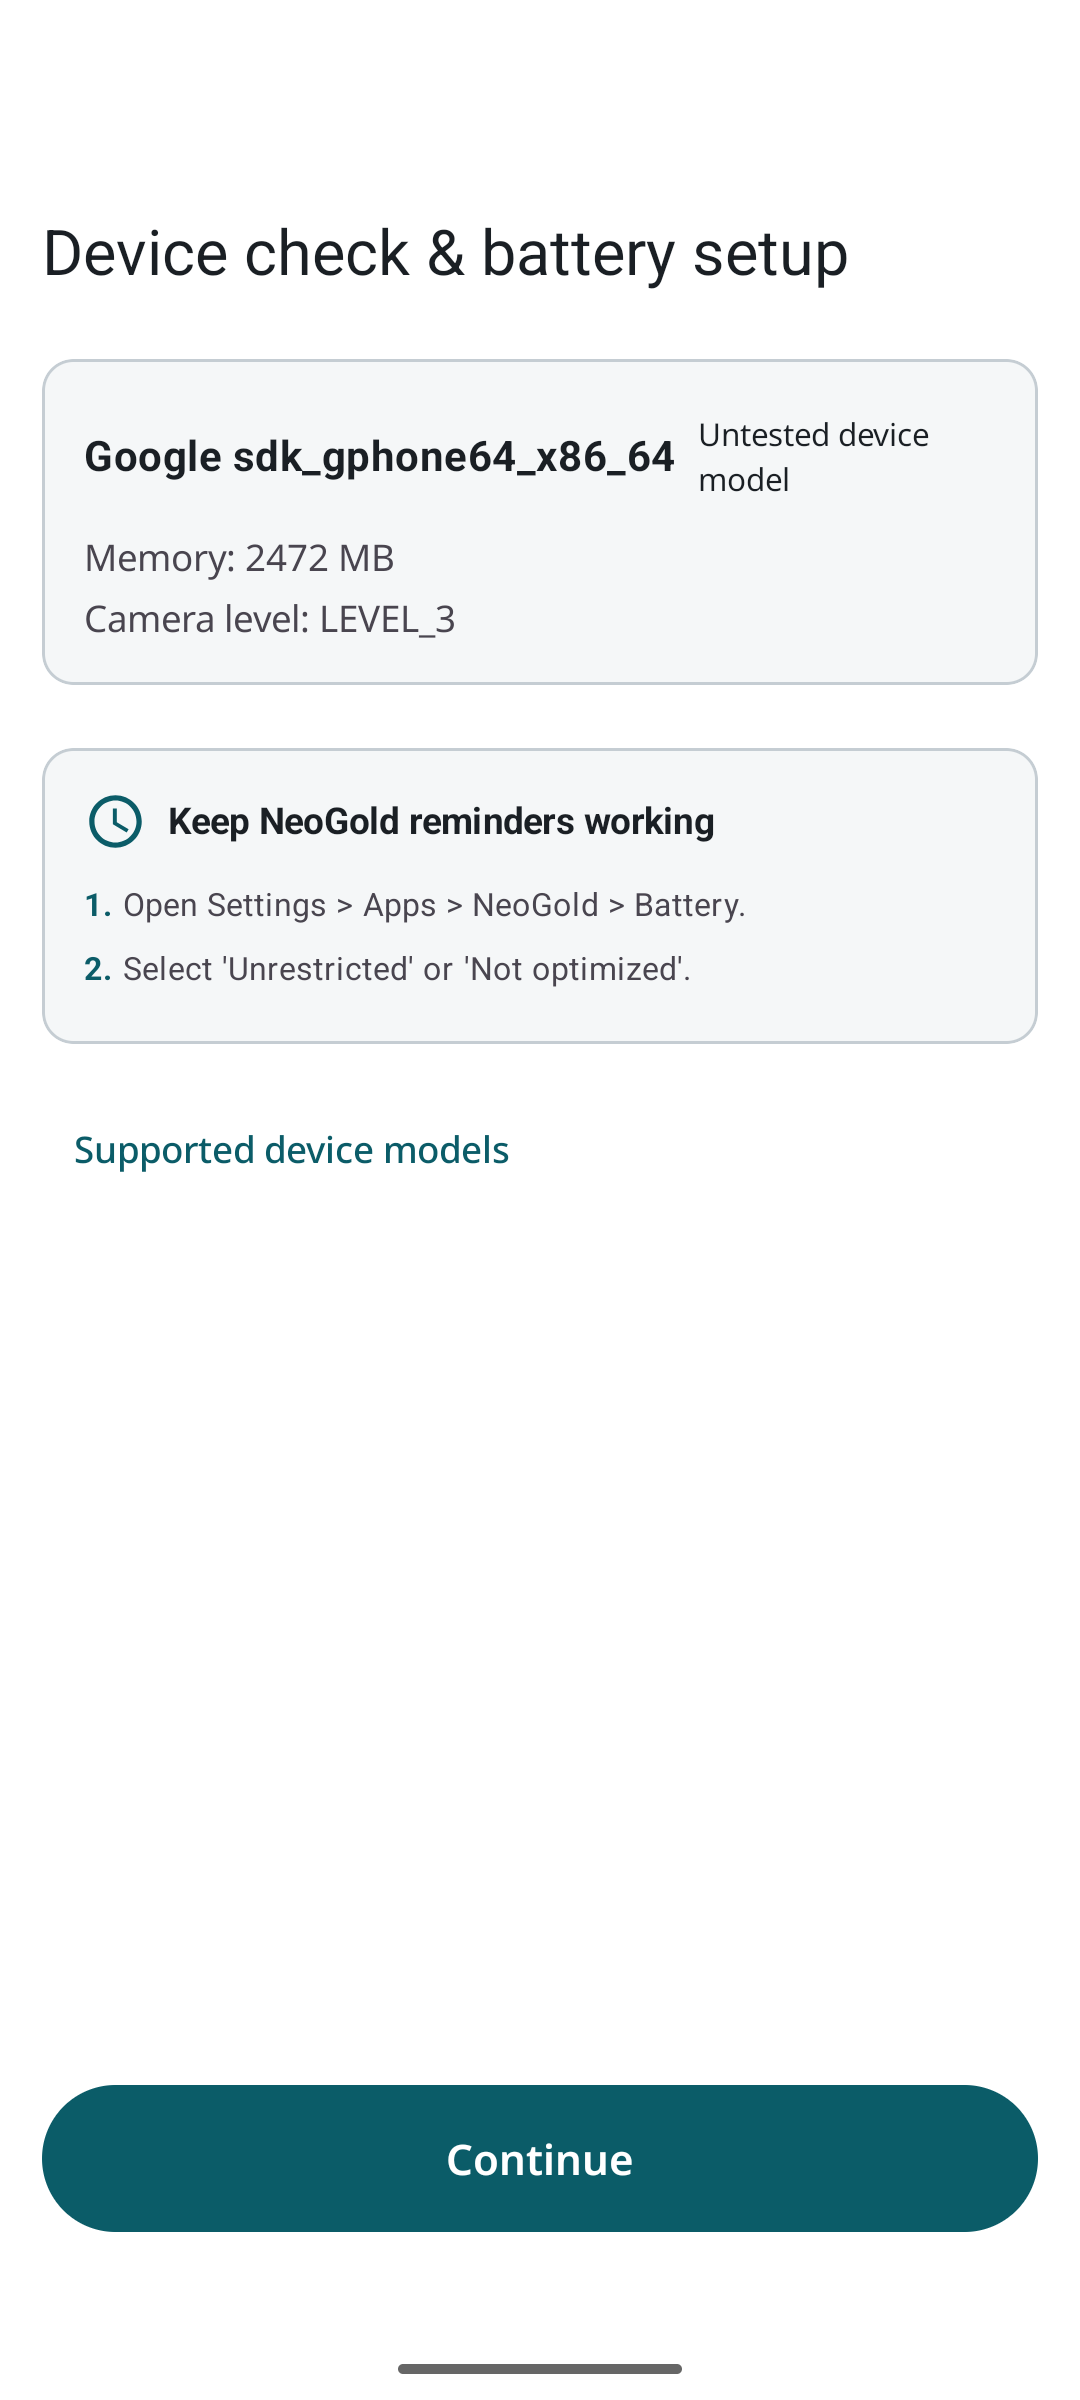 Device check & battery setup
Google sdk_gphone64_x86_64
Untested device
model
Memory: 2472 MB
Camera level: LEVEL_3
Keep NeoGold reminders working
1. Open Settings > Apps > NeoGold > Battery.
2. Select 'Unrestricted' or 'Not optimized'.
Supported device models
Continue